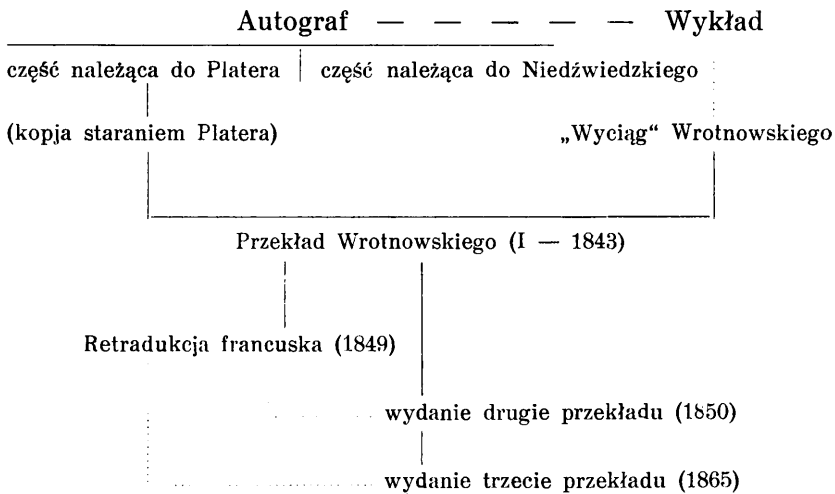 Autograf — — — — — Wykład
część należąca do Platera część należąca do Niedźwiedzkiego
(kopja staraniem Platera) „Wyciąg“ Wrotnowskiego
Przekład Wrotnowskiego (I — 1843)
Retradukcja francuska (1849)
wydanie drugie przekładu (1850)
wydanie trzecie przekładu (1865)